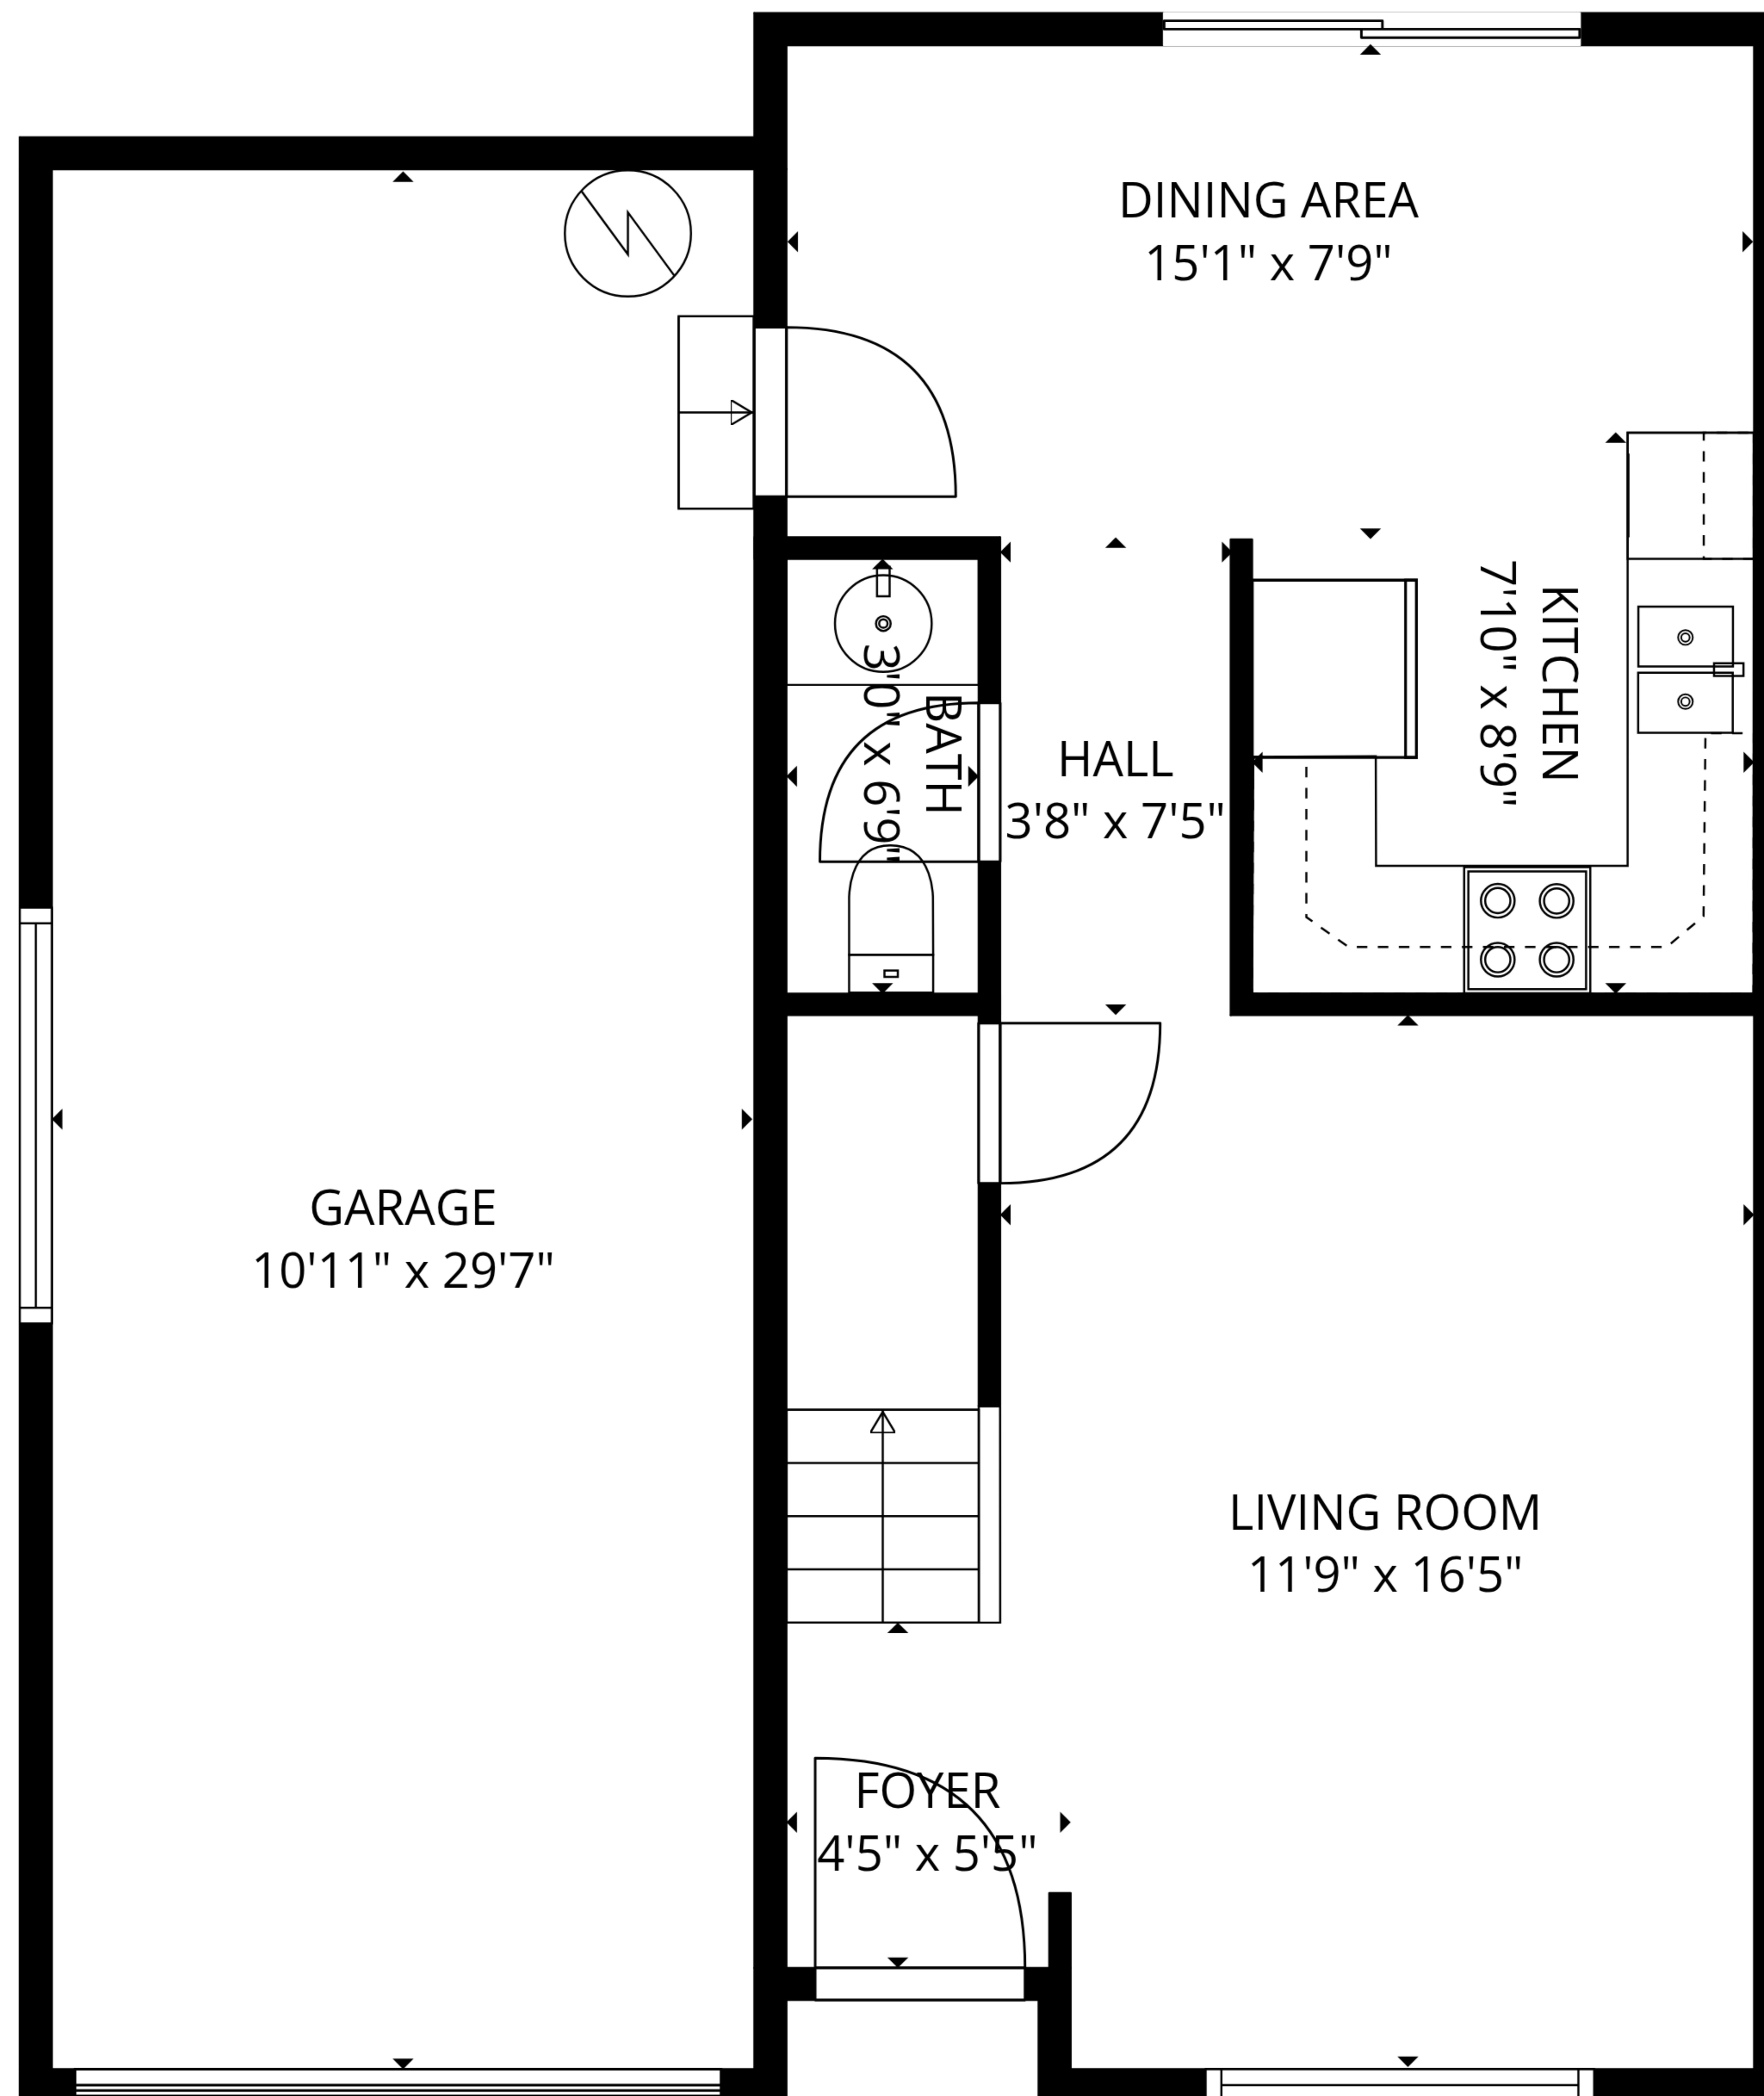 DINING AREA
15'1" x 7'9"
KITCHEN
7'10" x 8'9"
BATH
3'0" x 6'9"
HALL
3'8" x 7'5"
GARAGE
10'11" x 29'7"
LIVING ROOM
11'9" x 16'5"
FOYER
4'5" x 5'5"